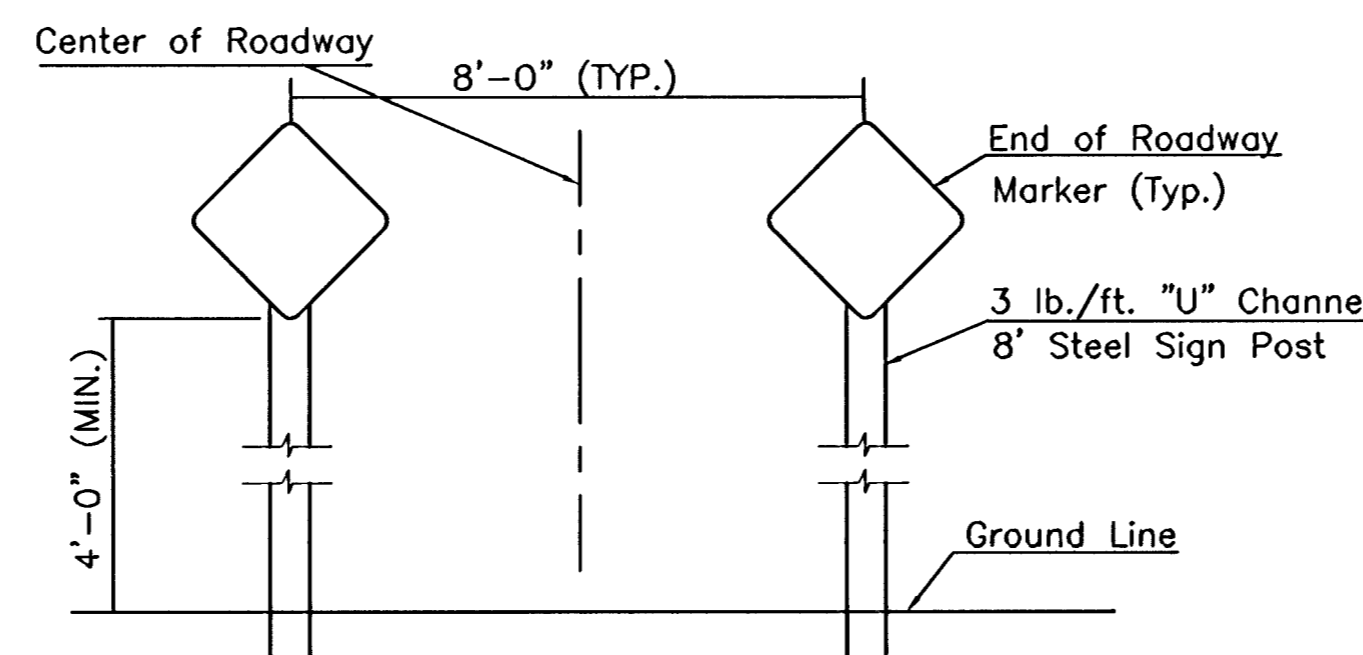 Center of Roadway
8'-0" (TYP.)
End of Roadway
Marker (Typ.)
3 lb./ft. "U" Channe
8' Steel Sign Post
4'-0" (MIN.)
Ground Line